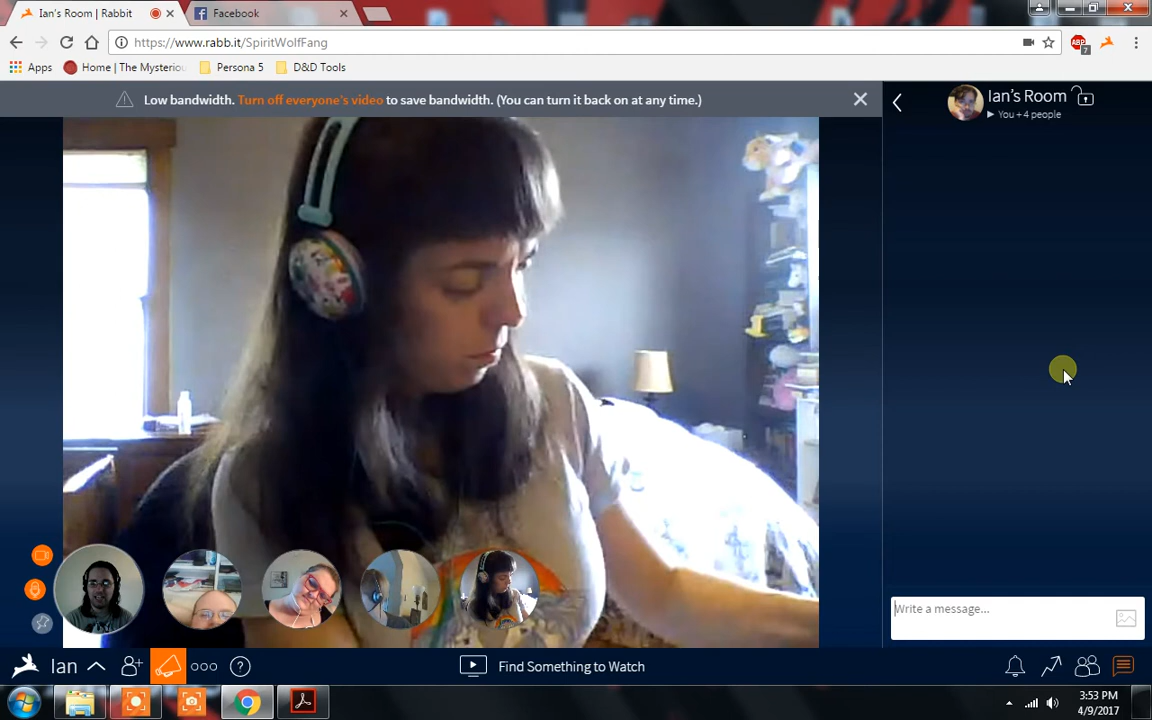 Ian's Room | Rabbit
Facebook
https://www.rabb.it/SpiritWolfFang
ABP
7
Apps
Home | The Mysteriou
Persona 5
D&D Tools
Low bandwidth. Turn off everyone's video to save bandwidth. (You can turn it back on at any time.)
Ian's Room
You + 4 people
Write a message...
Ian
Find Something to Watch
3:53 PM
4/9/2017